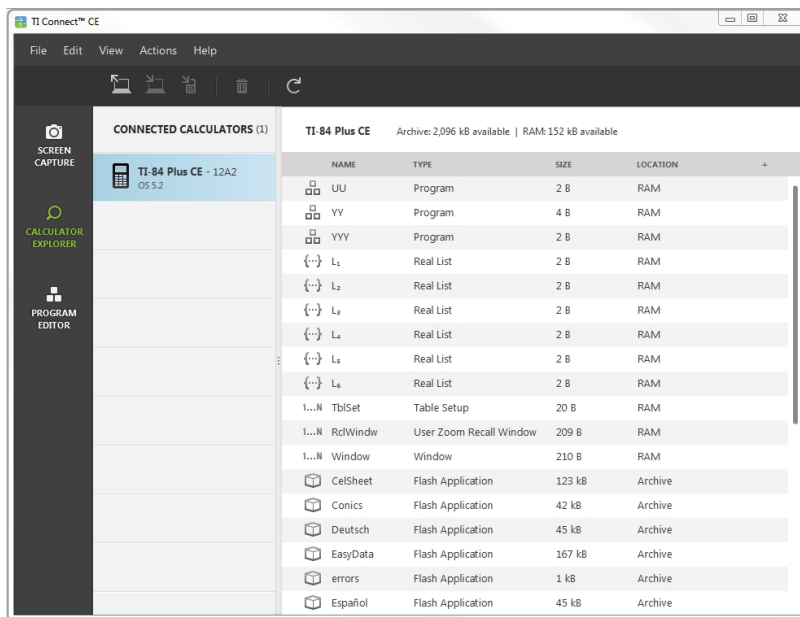 TI Connect™ CE
File Edit View Actions Help
SCREEN
CAPTURE
CALCULATOR
EXPLORER
PROGRAM
EDITOR
CONNECTED CALCULATORS (1)
TI-84 Plus CE - 12A2
OS 5.2
TI-84 Plus CE Archive: 2,096 kB available | RAM: 152 kB available
NAME TYPE SIZE LOCATION
UU Program 2 B RAM
YY Program 4 B RAM
YYY Program 2 B RAM
{···} L₁ Real List 2 B RAM
{···} L₂ Real List 2 B RAM
{···} L₃ Real List 2 B RAM
{···} L₄ Real List 2 B RAM
{···} L₅ Real List 2 B RAM
{···} L₆ Real List 2 B RAM
1...N TblSet Table Setup 20 B RAM
1...N RclWindw User Zoom Recall Window 209 B RAM
1...N Window Window 210 B RAM
CelSheet Flash Application 123 kB Archive
Conics Flash Application 42 kB Archive
Deutsch Flash Application 45 kB Archive
EasyData Flash Application 167 kB Archive
errors Flash Application 1 kB Archive
Español Flash Application 45 kB Archive